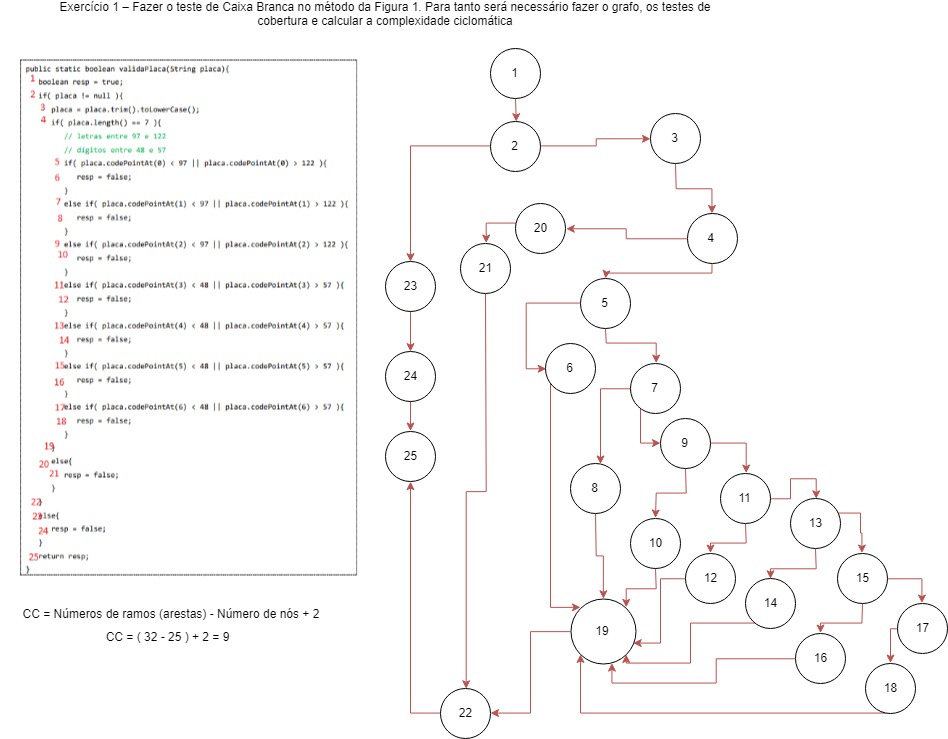 Exercício 1 – Fazer o teste de Caixa Branca no método da Figura 1. Para tanto será necessário fazer o grafo, os testes de
cobertura e calcular a complexidade ciclomática
public static boolean validaPlaca(String placa){
1 boolean resp = true;
2 if( placa != null ){
3 placa = placa.trim().toLowerCase();
4 if( placa.length() == 7 ){
// letras entre 97 e 122
// dígitos entre 48 e 57
5 if( placa.codePointAt(0) < 97 || placa.codePointAt(0) > 122 ){
6 resp = false;
}
7 else if( placa.codePointAt(1) < 97 || placa.codePointAt(1) > 122 ){
8 resp = false;
}
9 else if( placa.codePointAt(2) < 97 || placa.codePointAt(2) > 122 ){
10 resp = false;
}
11else if( placa.codePointAt(3) < 48 || placa.codePointAt(3) > 57 ){
12 resp = false;
}
13else if( placa.codePointAt(4) < 48 || placa.codePointAt(4) > 57 ){
14 resp = false;
}
15else if( placa.codePointAt(5) < 48 || placa.codePointAt(5) > 57 ){
16 resp = false;
}
17else if( placa.codePointAt(6) < 48 || placa.codePointAt(6) > 57 ){
18 resp = false;
}
19}
20 else{
21 resp = false;
}
22}
23else{
24 resp = false;
}
25return resp;
}
CC = Números de ramos (arestas) - Número de nós + 2
CC = ( 32 - 25 ) + 2 = 9
1
2
3
20
4
21
23
5
6
24
7
9
25
8
11
13
10
12
15
14
17
19
16
18
22